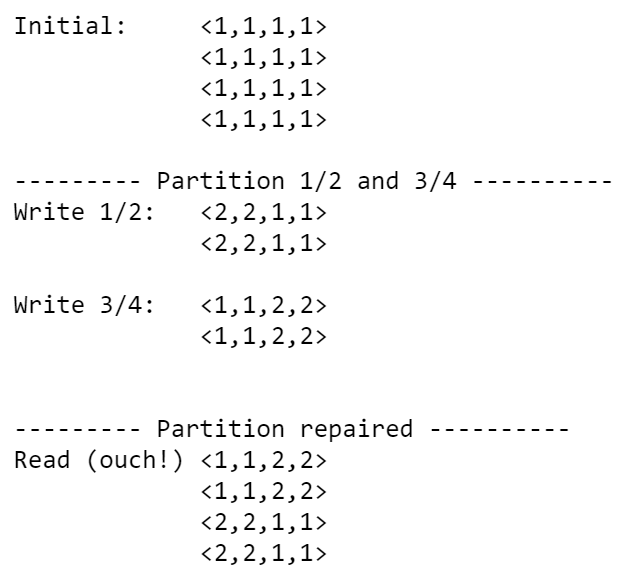 Initial: <1,1,1,1>
<1,1,1,1>
<1,1,1,1>
<1,1,1,1>
--------- Partition 1/2 and 3/4 ----------
Write 1/2: <2,2,1,1>
<2,2,1,1>
Write 3/4: <1,1,2,2>
<1,1,2,2>
--------- Partition repaired ----------
Read (ouch!) <1,1,2,2>
<1,1,2,2>
<2,2,1,1>
<2,2,1,1>